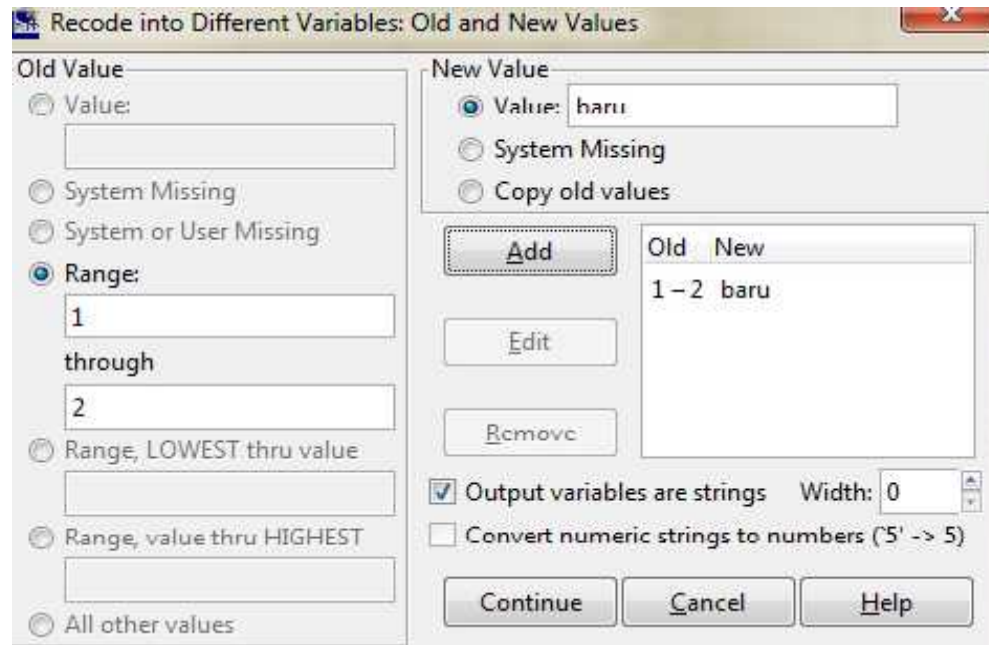 Recode into Different Variables: Old and New Values
Old Value
Value:
System Missing
System or User Missing
Range:
1
through
2
Range, LOWEST thru value
Range, value thru HIGHEST
All other values
New Value
Value: baru
System Missing
Copy old values
Add
Edit
Remove
Old New
1 – 2 baru
Output variables are strings Width: 0
Convert numeric strings to numbers ('5' -> 5)
Continue Cancel Help